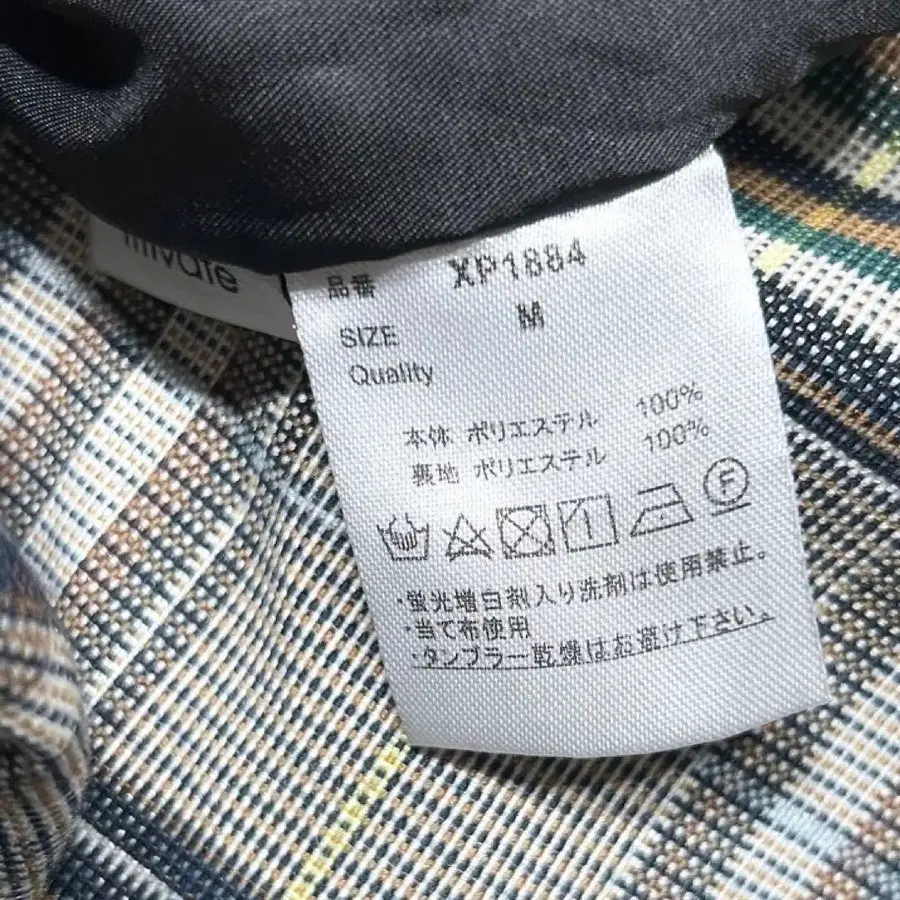 mivate
品番 XP1884
SIZE M
Quality
本体 ポリエステル 100%
裏地 ポリエステル 100%
F
・蛍光増白剤入り洗剤は使用禁止。
・当て布使用
・タンブラー乾燥はお避け下さい。